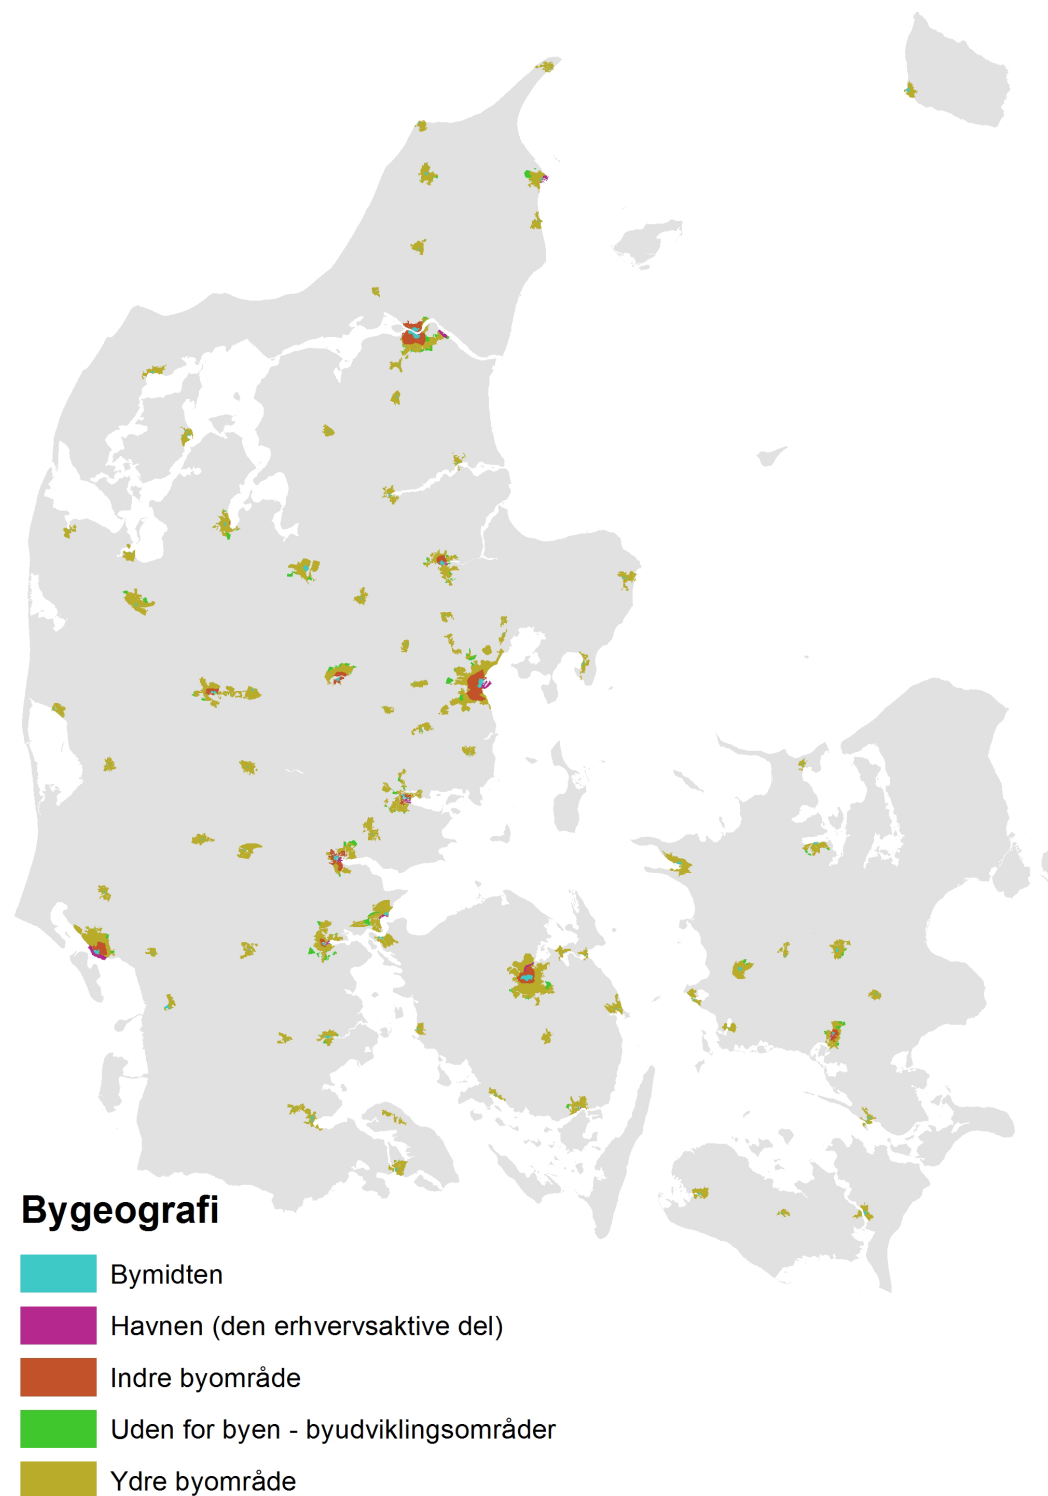 Bygeografi
Bymidten
Havnen (den erhvervsaktive del)
Indre byområde
Uden for byen - byudviklingsområder
Ydre byområde